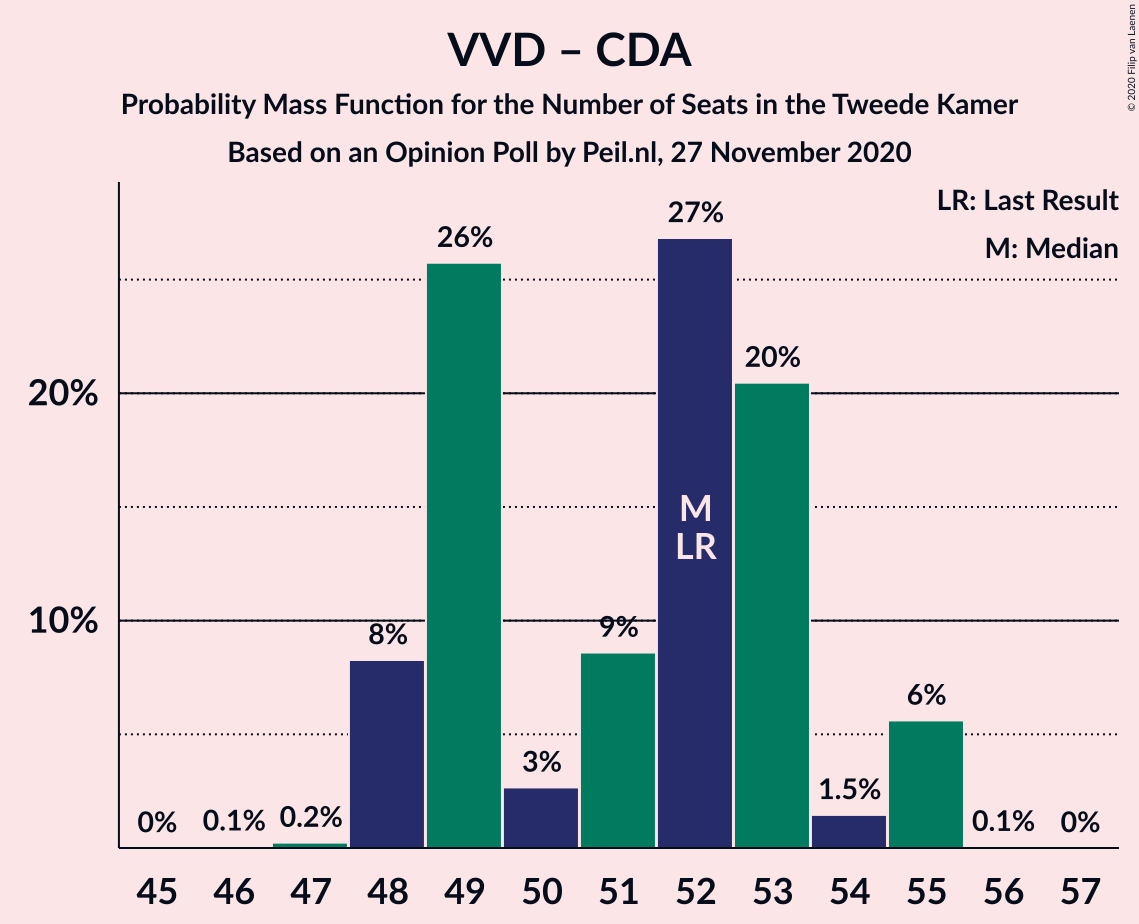 VVD – CDA
Probability Mass Function for the Number of Seats in the Tweede Kamer
Based on an Opinion Poll by Peil.nl, 27 November 2020
© 2020 Filip van Laenen
LR: Last Result
M: Median
20%
10%
0%
0.1%
0.2%
8%
26%
3%
9%
27%
20%
1.5%
6%
0.1%
0%
M
LR
45 46 47 48 49 50 51 52 53 54 55 56 57